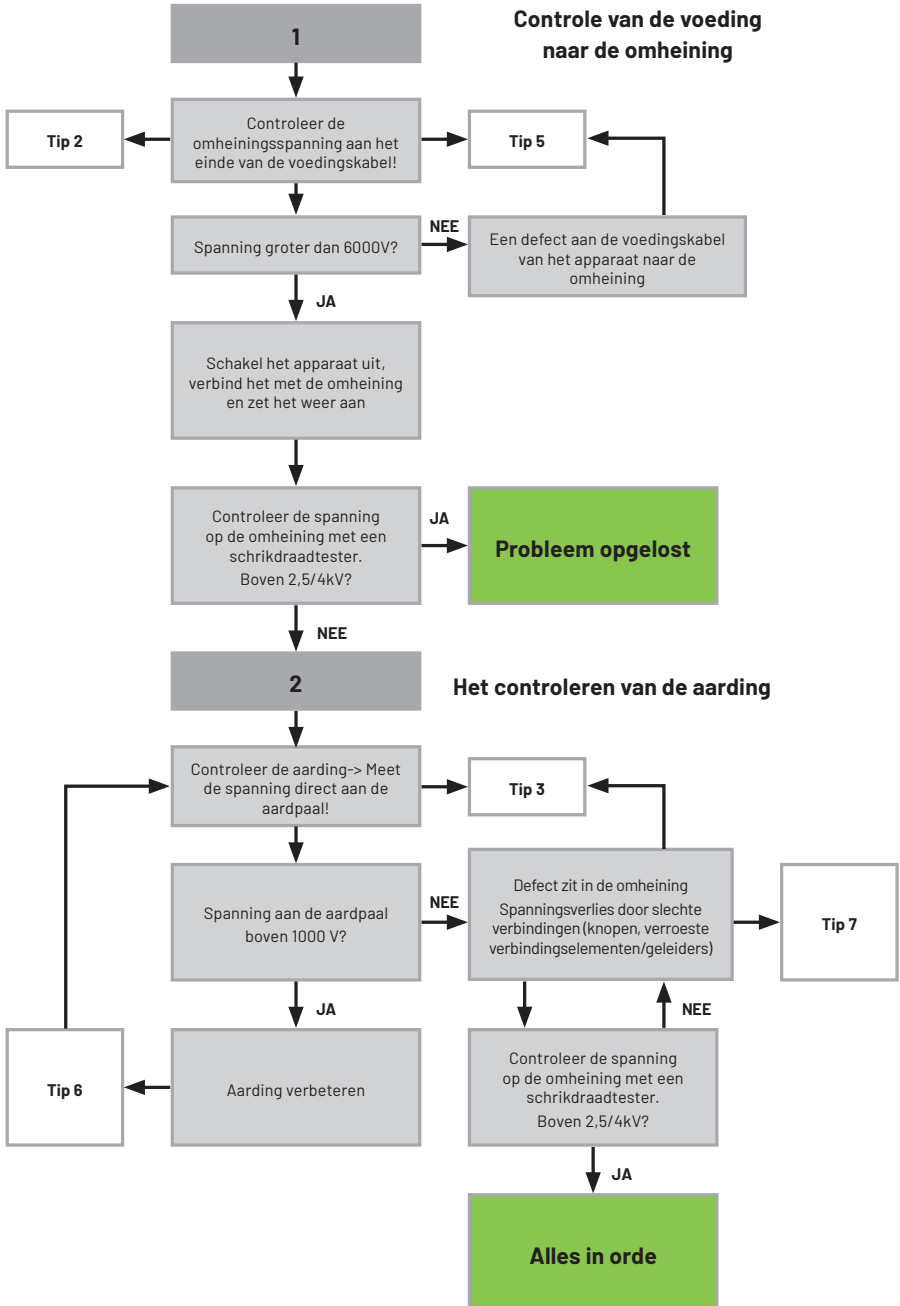 1
Controle van de voeding
naar de omheining
Tip 2
Controleer de
omheiningsspanning aan het
einde van de voedingskabel!
Tip 5
Spanning groter dan 6000V?
NEE
Een defect aan de voedingskabel
van het apparaat naar de
omheining
JA
Schakel het apparaat uit,
verbind het met de omheining
en zet het weer aan
Controleer de spanning
op de omheining met een
schrikdraadtester.
Boven 2,5/4kV?
JA
Probleem opgelost
NEE
2
Het controleren van de aarding
Controleer de aarding-> Meet
de spanning direct aan de
aardpaal!
Tip 3
Spanning aan de aardpaal
boven 1000 V?
NEE
Defect zit in de omheining
Spanningsverlies door slechte
verbindingen (knopen, verroeste
verbindingselementen/geleiders)
Tip 7
JA
NEE
Tip 6
Aarding verbeteren
Controleer de spanning
op de omheining met een
schrikdraadtester.
Boven 2,5/4kV?
JA
Alles in orde